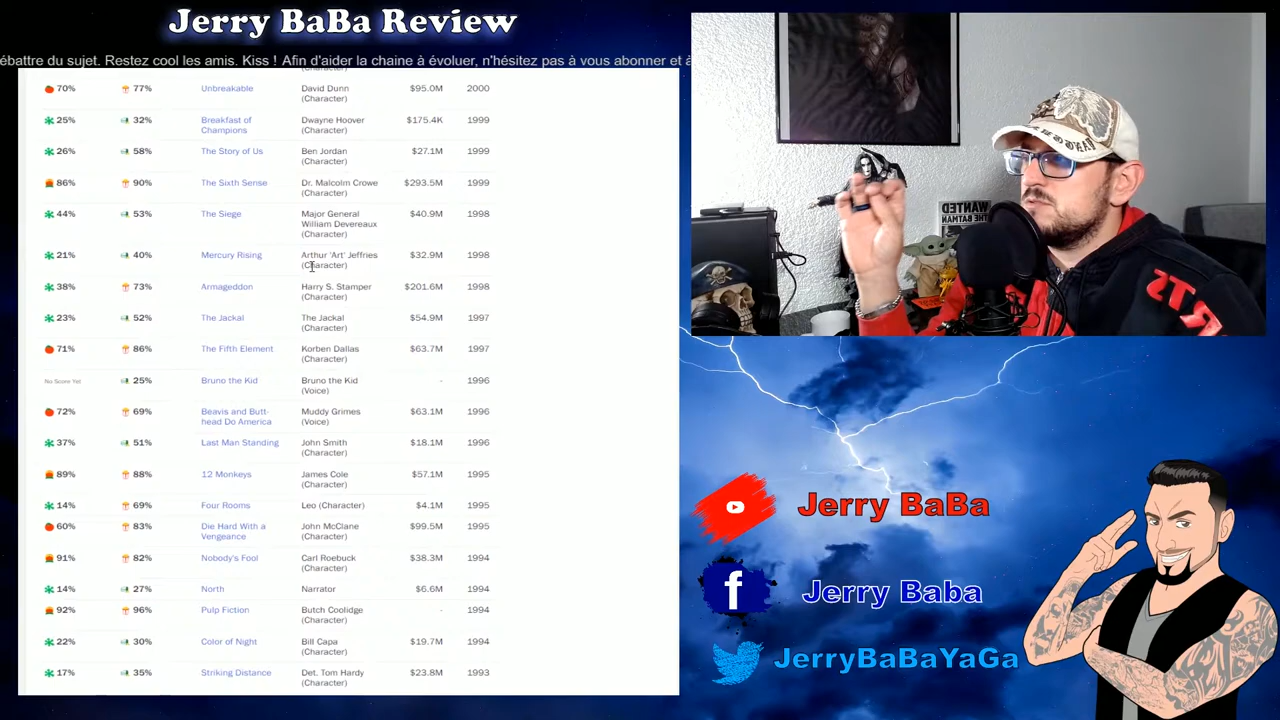 Jerry BaBa Review
ébattre du sujet. Restez cool les amis. Kiss ! Afin d'aider la chaine à évoluer, n'hésitez pas à vous abonner et à
(Character)
70% 77% Unbreakable David Dunn (Character) $95.0M 2000
25% 32% Breakfast of Champions Dwayne Hoover (Character) $175.4K 1999
26% 58% The Story of Us Ben Jordan (Character) $27.1M 1999
86% 90% The Sixth Sense Dr. Malcolm Crowe (Character) $293.5M 1999
44% 53% The Siege Major General William Devereaux (Character) $40.9M 1998
21% 40% Mercury Rising Arthur 'Art' Jeffries (Character) $32.9M 1998
38% 73% Armageddon Harry S. Stamper (Character) $201.6M 1998
23% 52% The Jackal The Jackal (Character) $54.9M 1997
71% 86% The Fifth Element Korben Dallas (Character) $63.7M 1997
No Score Yet 25% Bruno the Kid Bruno the Kid (Voice) - 1996
72% 69% Beavis and Butt-head Do America Muddy Grimes (Voice) $63.1M 1996
37% 51% Last Man Standing John Smith (Character) $18.1M 1996
89% 88% 12 Monkeys James Cole (Character) $57.1M 1995
14% 69% Four Rooms Leo (Character) $4.1M 1995
60% 83% Die Hard With a Vengeance John McClane (Character) $99.5M 1995
91% 82% Nobody's Fool Carl Roebuck (Character) $38.3M 1994
14% 27% North Narrator $6.6M 1994
92% 96% Pulp Fiction Butch Coolidge (Character) - 1994
22% 30% Color of Night Bill Capa (Character) $19.7M 1994
17% 35% Striking Distance Det. Tom Hardy (Character) $23.8M 1993
WANTED
THE BATMAN
Jerry BaBa
f
Jerry Baba
JerryBaBaYaGa